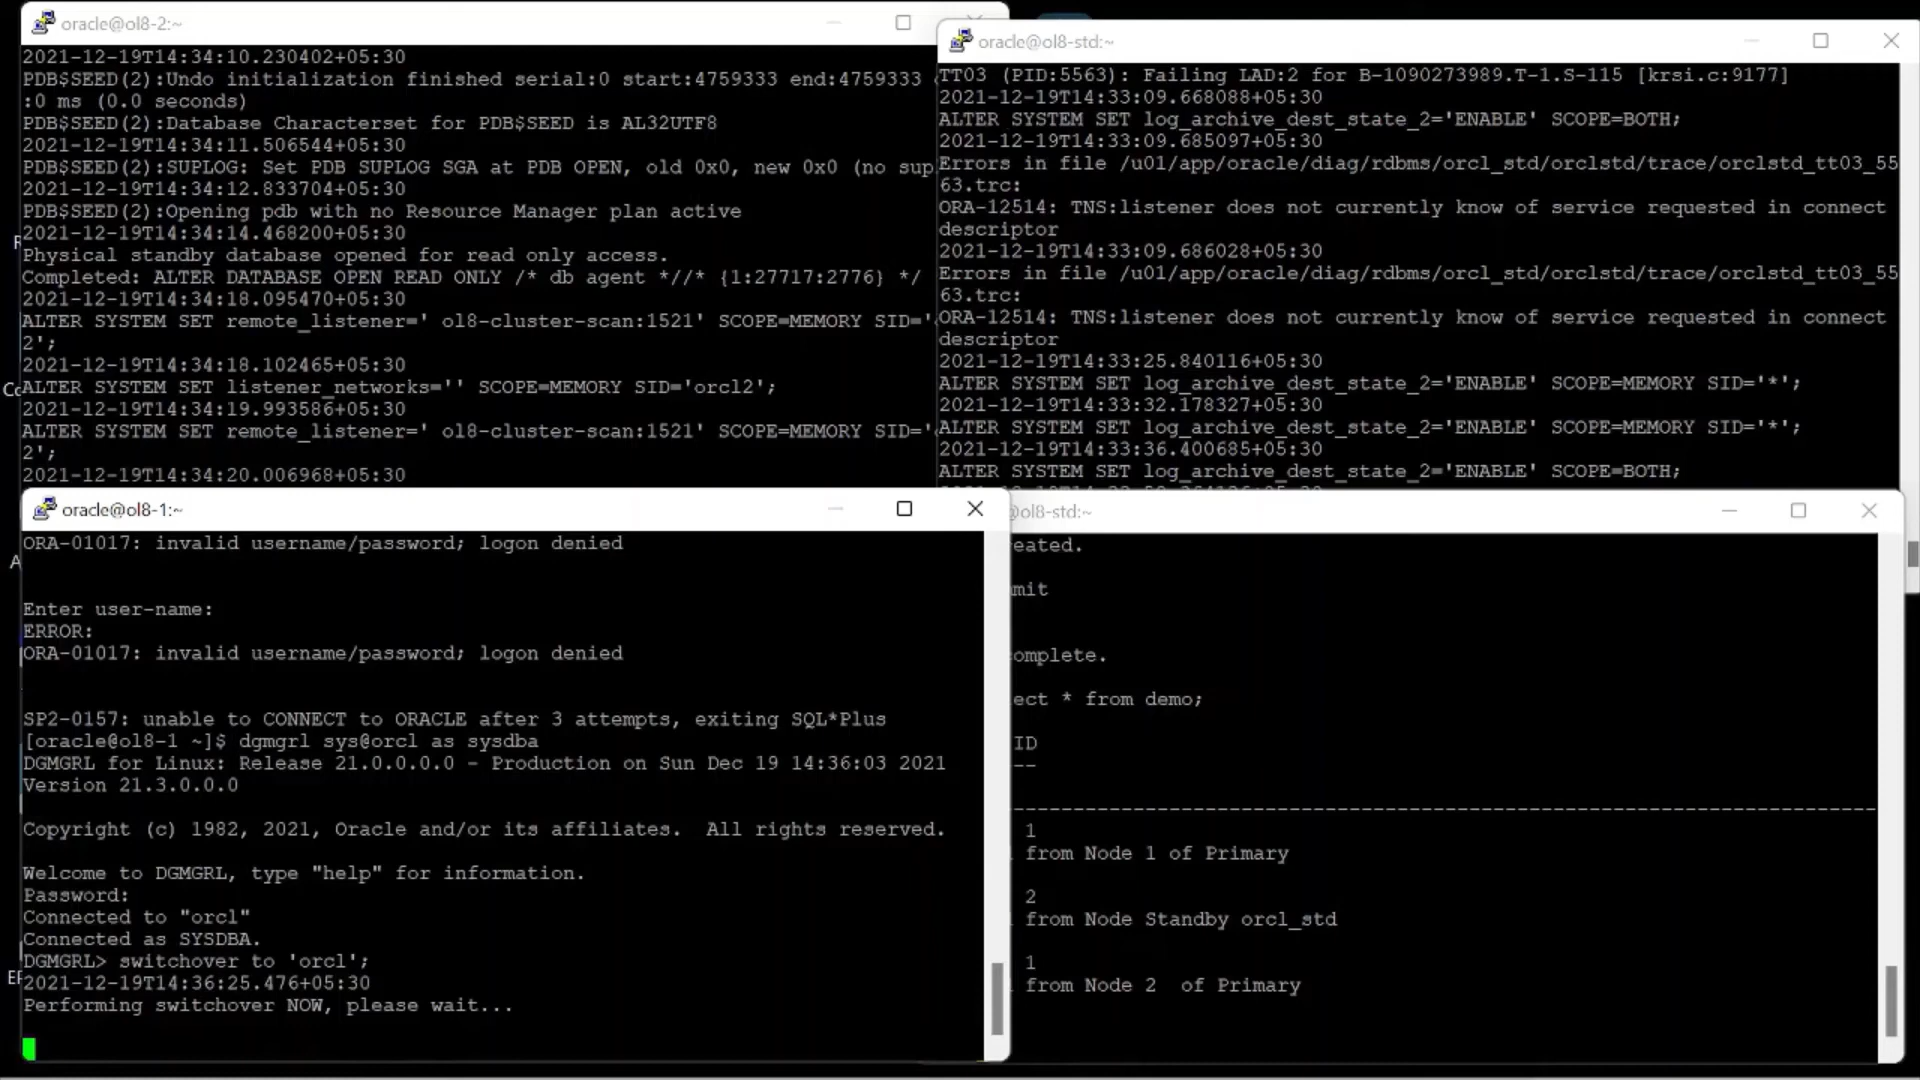 oracle@ol8-2:~
2021-12-19T14:34:10.230402+05:30
PDB$SEED(2):Undo initialization finished serial:0 start:4759333 end:4759333
:0 ms (0.0 seconds)
PDB$SEED(2):Database Characterset for PDB$SEED is AL32UTF8
2021-12-19T14:34:11.506544+05:30
PDB$SEED(2):SUPLOG: Set PDB SUPLOG SGA at PDB OPEN, old 0x0, new 0x0 (no sup
2021-12-19T14:34:12.833704+05:30
PDB$SEED(2):Opening pdb with no Resource Manager plan active
2021-12-19T14:34:14.468200+05:30
Physical standby database opened for read only access.
Completed: ALTER DATABASE OPEN READ ONLY /* db agent *//* {1:27717:2776} */
2021-12-19T14:34:18.095470+05:30
ALTER SYSTEM SET remote_listener=' ol8-cluster-scan:1521' SCOPE=MEMORY SID='
2';
2021-12-19T14:34:18.102465+05:30
ALTER SYSTEM SET listener_networks='' SCOPE=MEMORY SID='orcl2';
2021-12-19T14:34:19.993586+05:30
ALTER SYSTEM SET remote_listener=' ol8-cluster-scan:1521' SCOPE=MEMORY SID='
2';
2021-12-19T14:34:20.006968+05:30
oracle@ol8-std:~
TT03 (PID:5563): Failing LAD:2 for B-1090273989.T-1.S-115 [krsi.c:9177]
2021-12-19T14:33:09.668088+05:30
ALTER SYSTEM SET log_archive_dest_state_2='ENABLE' SCOPE=BOTH;
2021-12-19T14:33:09.685097+05:30
Errors in file /u01/app/oracle/diag/rdbms/orcl_std/orclstd/trace/orclstd_tt03_55
63.trc:
ORA-12514: TNS:listener does not currently know of service requested in connect
descriptor
2021-12-19T14:33:09.686028+05:30
Errors in file /u01/app/oracle/diag/rdbms/orcl_std/orclstd/trace/orclstd_tt03_55
63.trc:
ORA-12514: TNS:listener does not currently know of service requested in connect
descriptor
2021-12-19T14:33:25.840116+05:30
ALTER SYSTEM SET log_archive_dest_state_2='ENABLE' SCOPE=MEMORY SID='*';
2021-12-19T14:33:32.178327+05:30
ALTER SYSTEM SET log_archive_dest_state_2='ENABLE' SCOPE=MEMORY SID='*';
2021-12-19T14:33:36.400685+05:30
ALTER SYSTEM SET log_archive_dest_state_2='ENABLE' SCOPE=BOTH;
oracle@ol8-1:~
ORA-01017: invalid username/password; logon denied
Enter user-name:
ERROR:
ORA-01017: invalid username/password; logon denied
SP2-0157: unable to CONNECT to ORACLE after 3 attempts, exiting SQL*Plus
[oracle@ol8-1 ~]$ dgmgrl sys@orcl as sysdba
DGMGRL for Linux: Release 21.0.0.0.0 - Production on Sun Dec 19 14:36:03 2021
Version 21.3.0.0.0
Copyright (c) 1982, 2021, Oracle and/or its affiliates.  All rights reserved.
Welcome to DGMGRL, type "help" for information.
Password:
Connected to "orcl"
Connected as SYSDBA.
DGMGRL> switchover to 'orcl';
2021-12-19T14:36:25.476+05:30
Performing switchover NOW, please wait...
@ol8-std:~
eated.
mit
omplete.
ect * from demo;
ID
--
--------------------------------------------------------------------------------
1
from Node 1 of Primary
2
from Node Standby orcl_std
1
from Node 2  of Primary